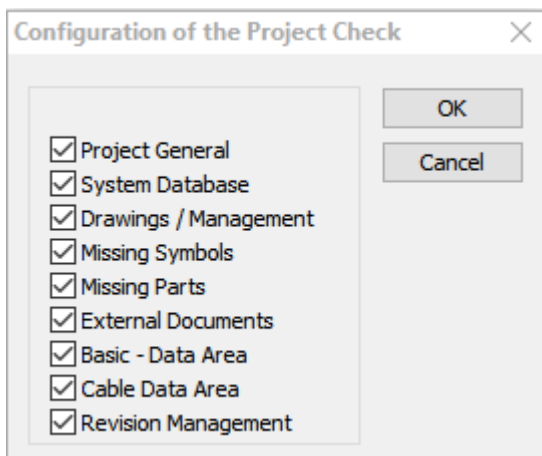 Configuration of the Project Check
OK
Cancel
Project General
System Database
Drawings / Management
Missing Symbols
Missing Parts
External Documents
Basic - Data Area
Cable Data Area
Revision Management